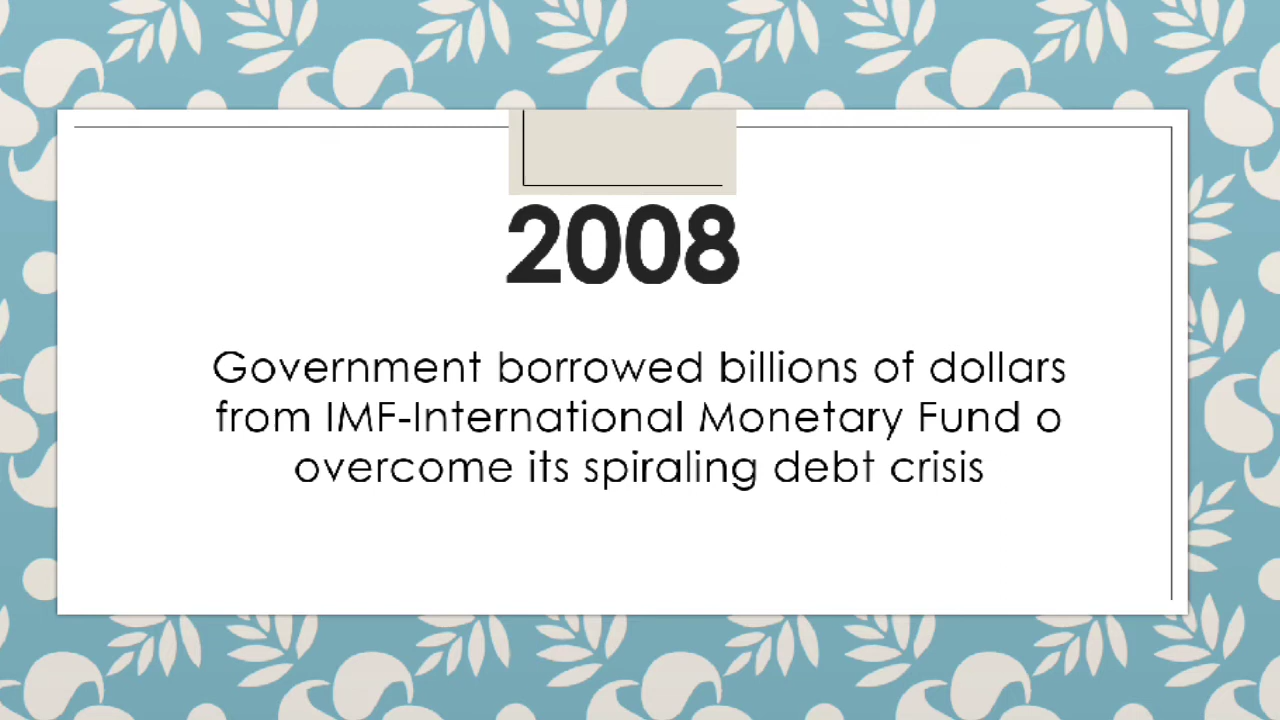 2008
Government borrowed billions of dollars
from IMF-International Monetary Fund o
overcome its spiraling debt crisis